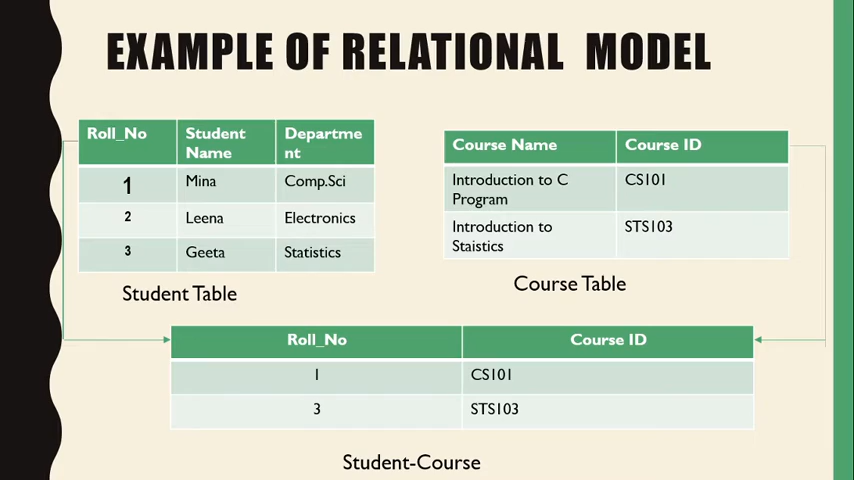 EXAMPLE OF RELATIONAL MODEL
Roll_No Student Departme
Name nt
1 Mina Comp.Sci
2 Leena Electronics
3 Geeta Statistics
Student Table
Course Name Course ID
Introduction to C CS101
Program
Introduction to STS103
Staistics
Course Table
Roll_No Course ID
1 CS101
3 STS103
Student-Course